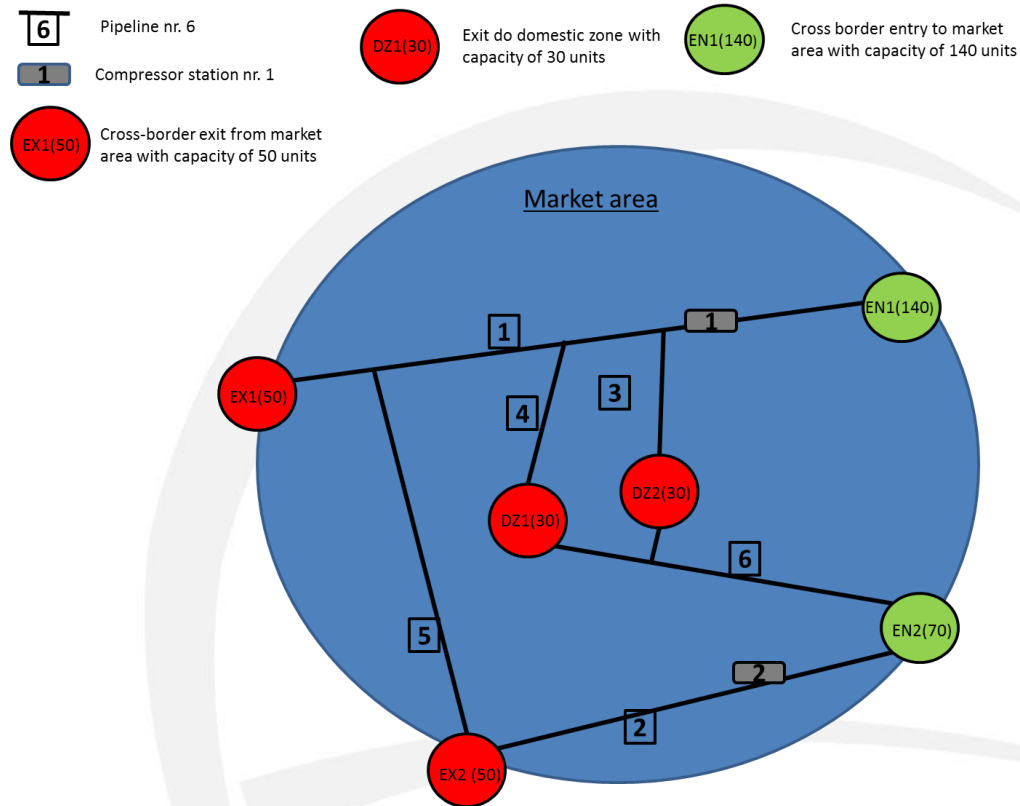 6
Pipeline nr. 6
1
Compressor station nr. 1
EX1(50)
Cross-border exit from market
area with capacity of 50 units
DZ1(30)
Exit do domestic zone with
capacity of 30 units
EN1(140)
Cross border entry to market
area with capacity of 140 units
Market area
EN1(140)
1
1
EX1(50)
3
4
DZ2(30)
DZ1(30)
6
EN2(70)
5
2
2
EX2 (50)